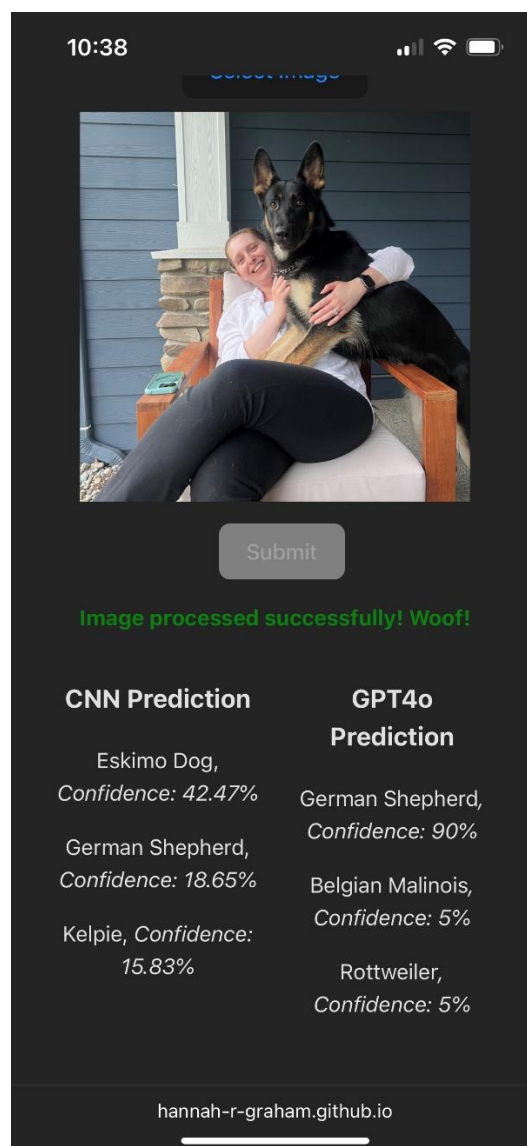 10:38
Select Image
Submit
Image processed successfully! Woof!
CNN Prediction
Eskimo Dog,
Confidence: 42.47%
German Shepherd,
Confidence: 18.65%
Kelpie, Confidence:
15.83%
GPT4o
Prediction
German Shepherd,
Confidence: 90%
Belgian Malinois,
Confidence: 5%
Rottweiler,
Confidence: 5%
hannah-r-graham.github.io